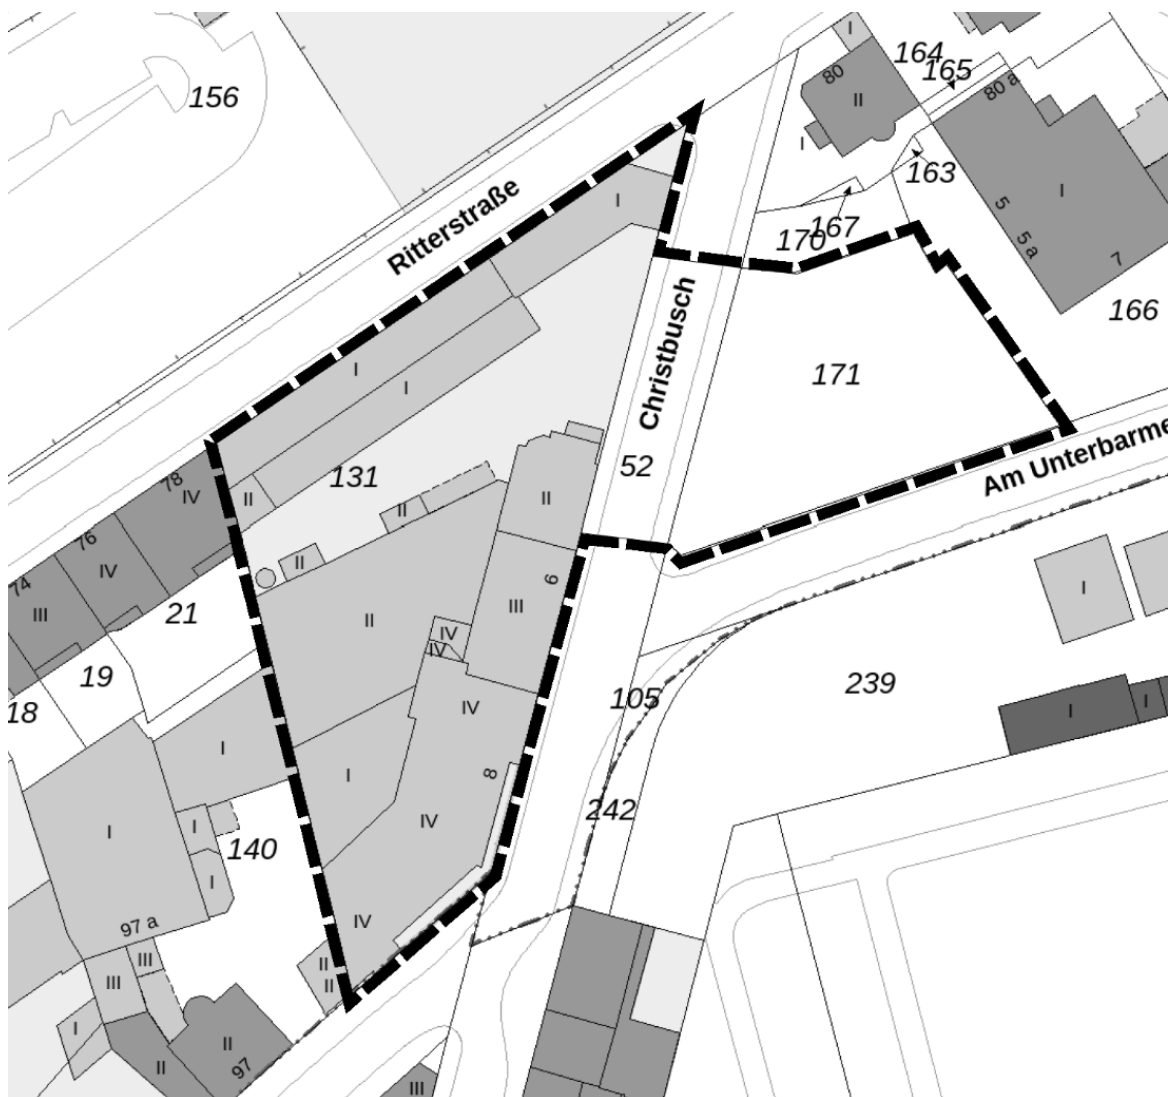 I
164
165
80
II
80 a
156
I
163
Ritterstraße
I
5
I
167
170
5 a
7
166
Christbusch
171
I
I
52
131
78
IV
II
II
II
Am Unterbarme
76
IV
74
III
II
6
III
I
21
II
IV
IV
19
18
105
239
IV
I
I
I
I
8
242
IV
I
I
140
I
97 a
IV
III
III
II
II
I
II
II
97
III